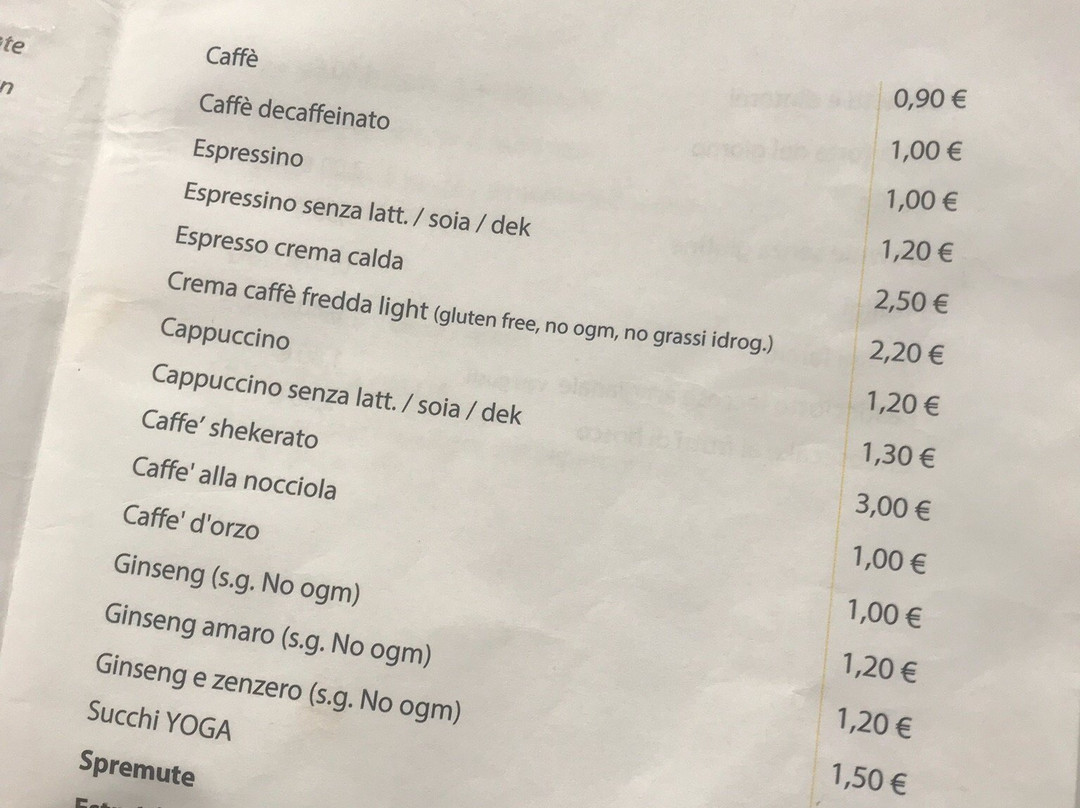 Caffè 0,90 €
Caffè decaffeinato 1,00 €
Espressino 1,00 €
Espressino senza latt. / soia / dek 1,20 €
Espresso crema calda 2,50 €
Crema caffè fredda light (gluten free, no ogm, no grassi idrog.) 2,20 €
Cappuccino 1,20 €
Cappuccino senza latt. / soia / dek 1,30 €
Caffe’ shekerato 3,00 €
Caffe' alla nocciola 1,00 €
Caffe' d'orzo 1,00 €
Ginseng (s.g. No ogm) 1,20 €
Ginseng amaro (s.g. No ogm) 1,20 €
Ginseng e zenzero (s.g. No ogm) 1,50 €
Succhi YOGA
Spremute